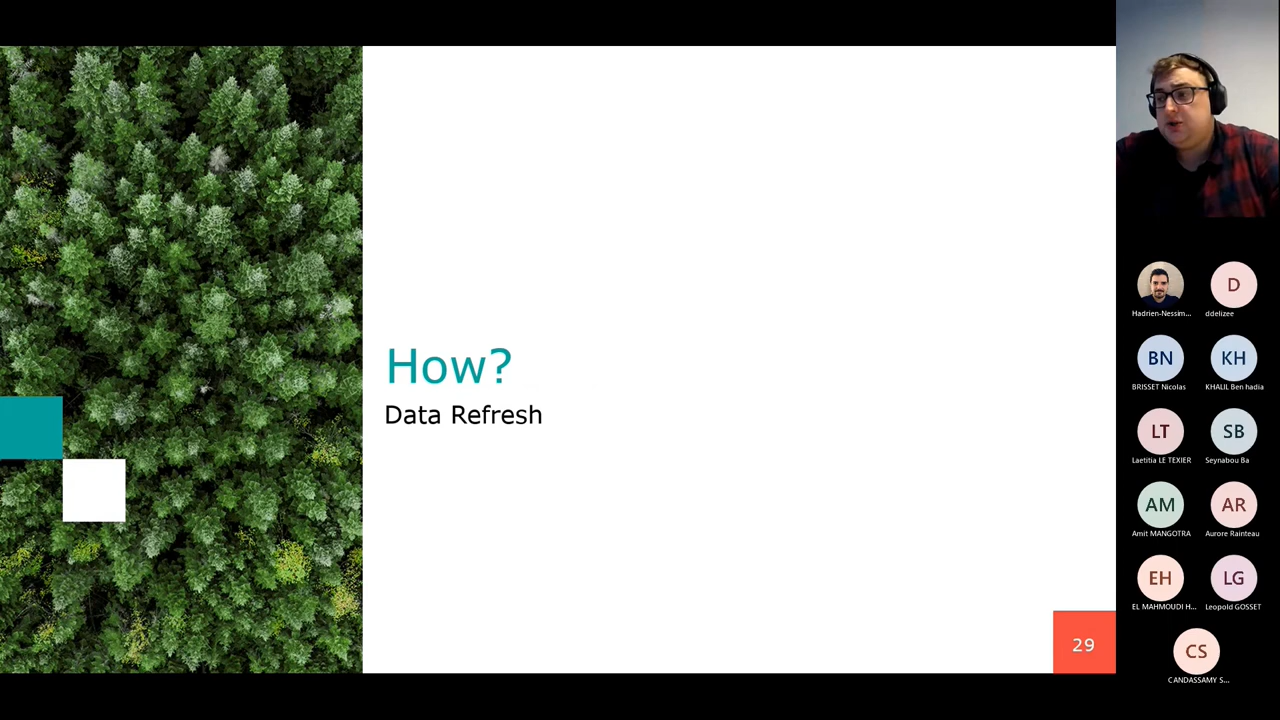 How?
Data Refresh
29
Hadrien-Nessim...
D
ddelizee
BN
BRISSET Nicolas
KH
KHALIL Ben hadia
LT
Laetitia LE TEXIER
SB
Seynabou Ba
AM
Amit MANGOTRA
AR
Aurore Rainteau
EH
EL MAHMOUDI H...
LG
Leopold GOSSET
CS
CANDASSAMY S...